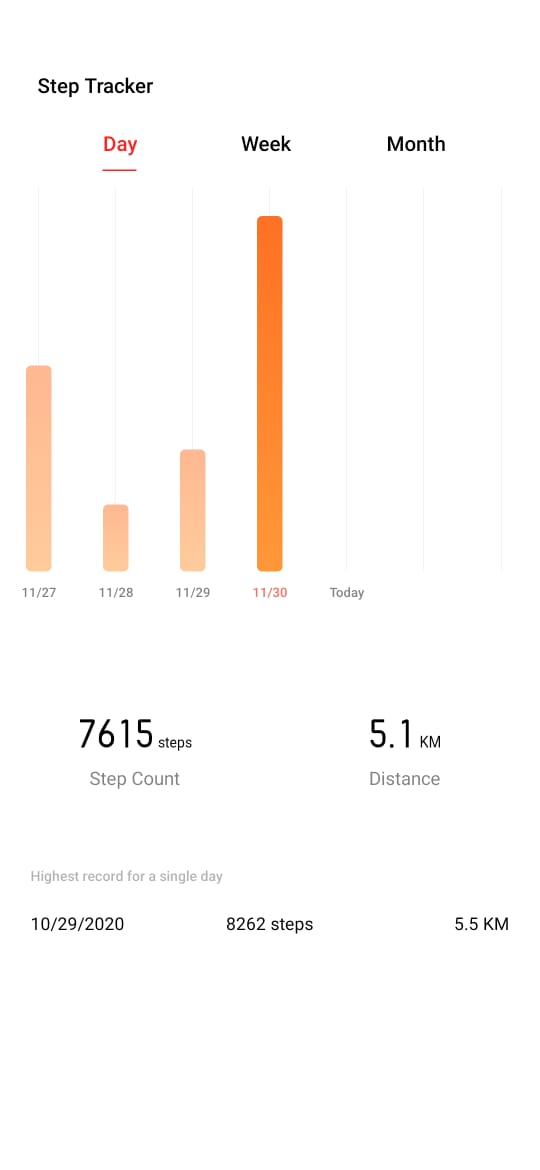 Step Tracker
Day Week Month
11/27 11/28 11/29 11/30 Today
7615 steps 5.1 KM
Step Count Distance
Highest record for a single day
10/29/2020 8262 steps 5.5 KM